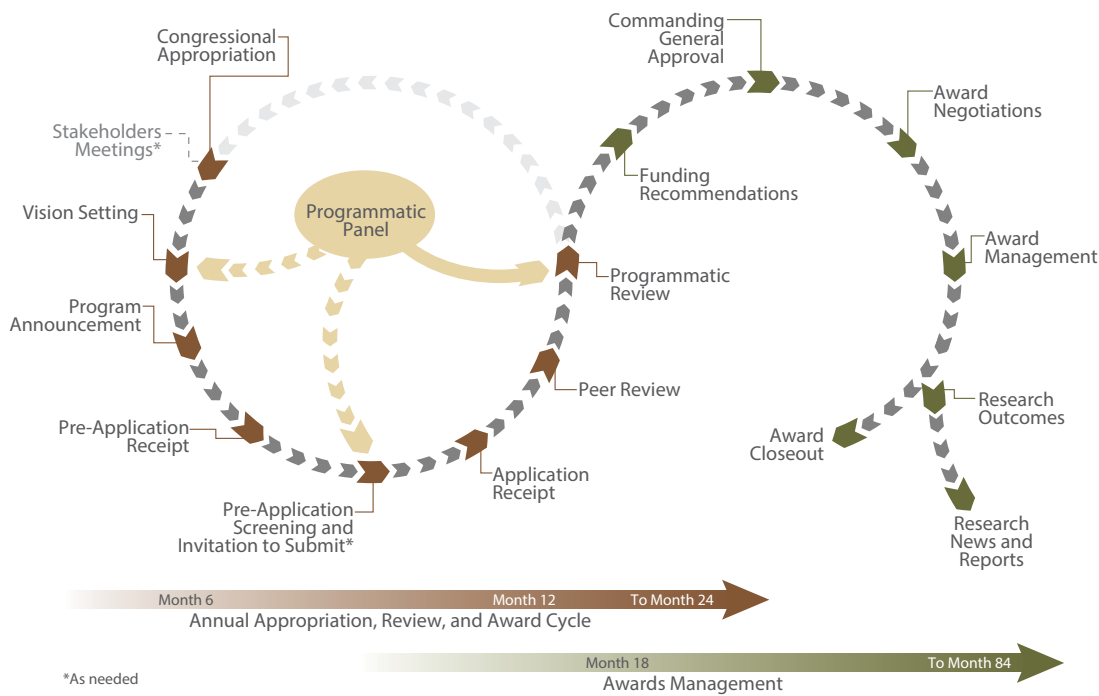 Congressional
Appropriation
Stakeholders
Meetings*
Vision Setting
Program
Announcement
Pre-Application
Receipt
Pre-Application
Screening and
Invitation to Submit*
Application
Receipt
Peer Review
Programmatic
Review
Programmatic
Panel
Funding
Recommendations
Commanding
General
Approval
Award
Negotiations
Award
Management
Research
Outcomes
Award
Closeout
Research
News and
Reports
Month 6
Month 12
To Month 24
Annual Appropriation, Review, and Award Cycle
Month 18
To Month 84
Awards Management
*As needed